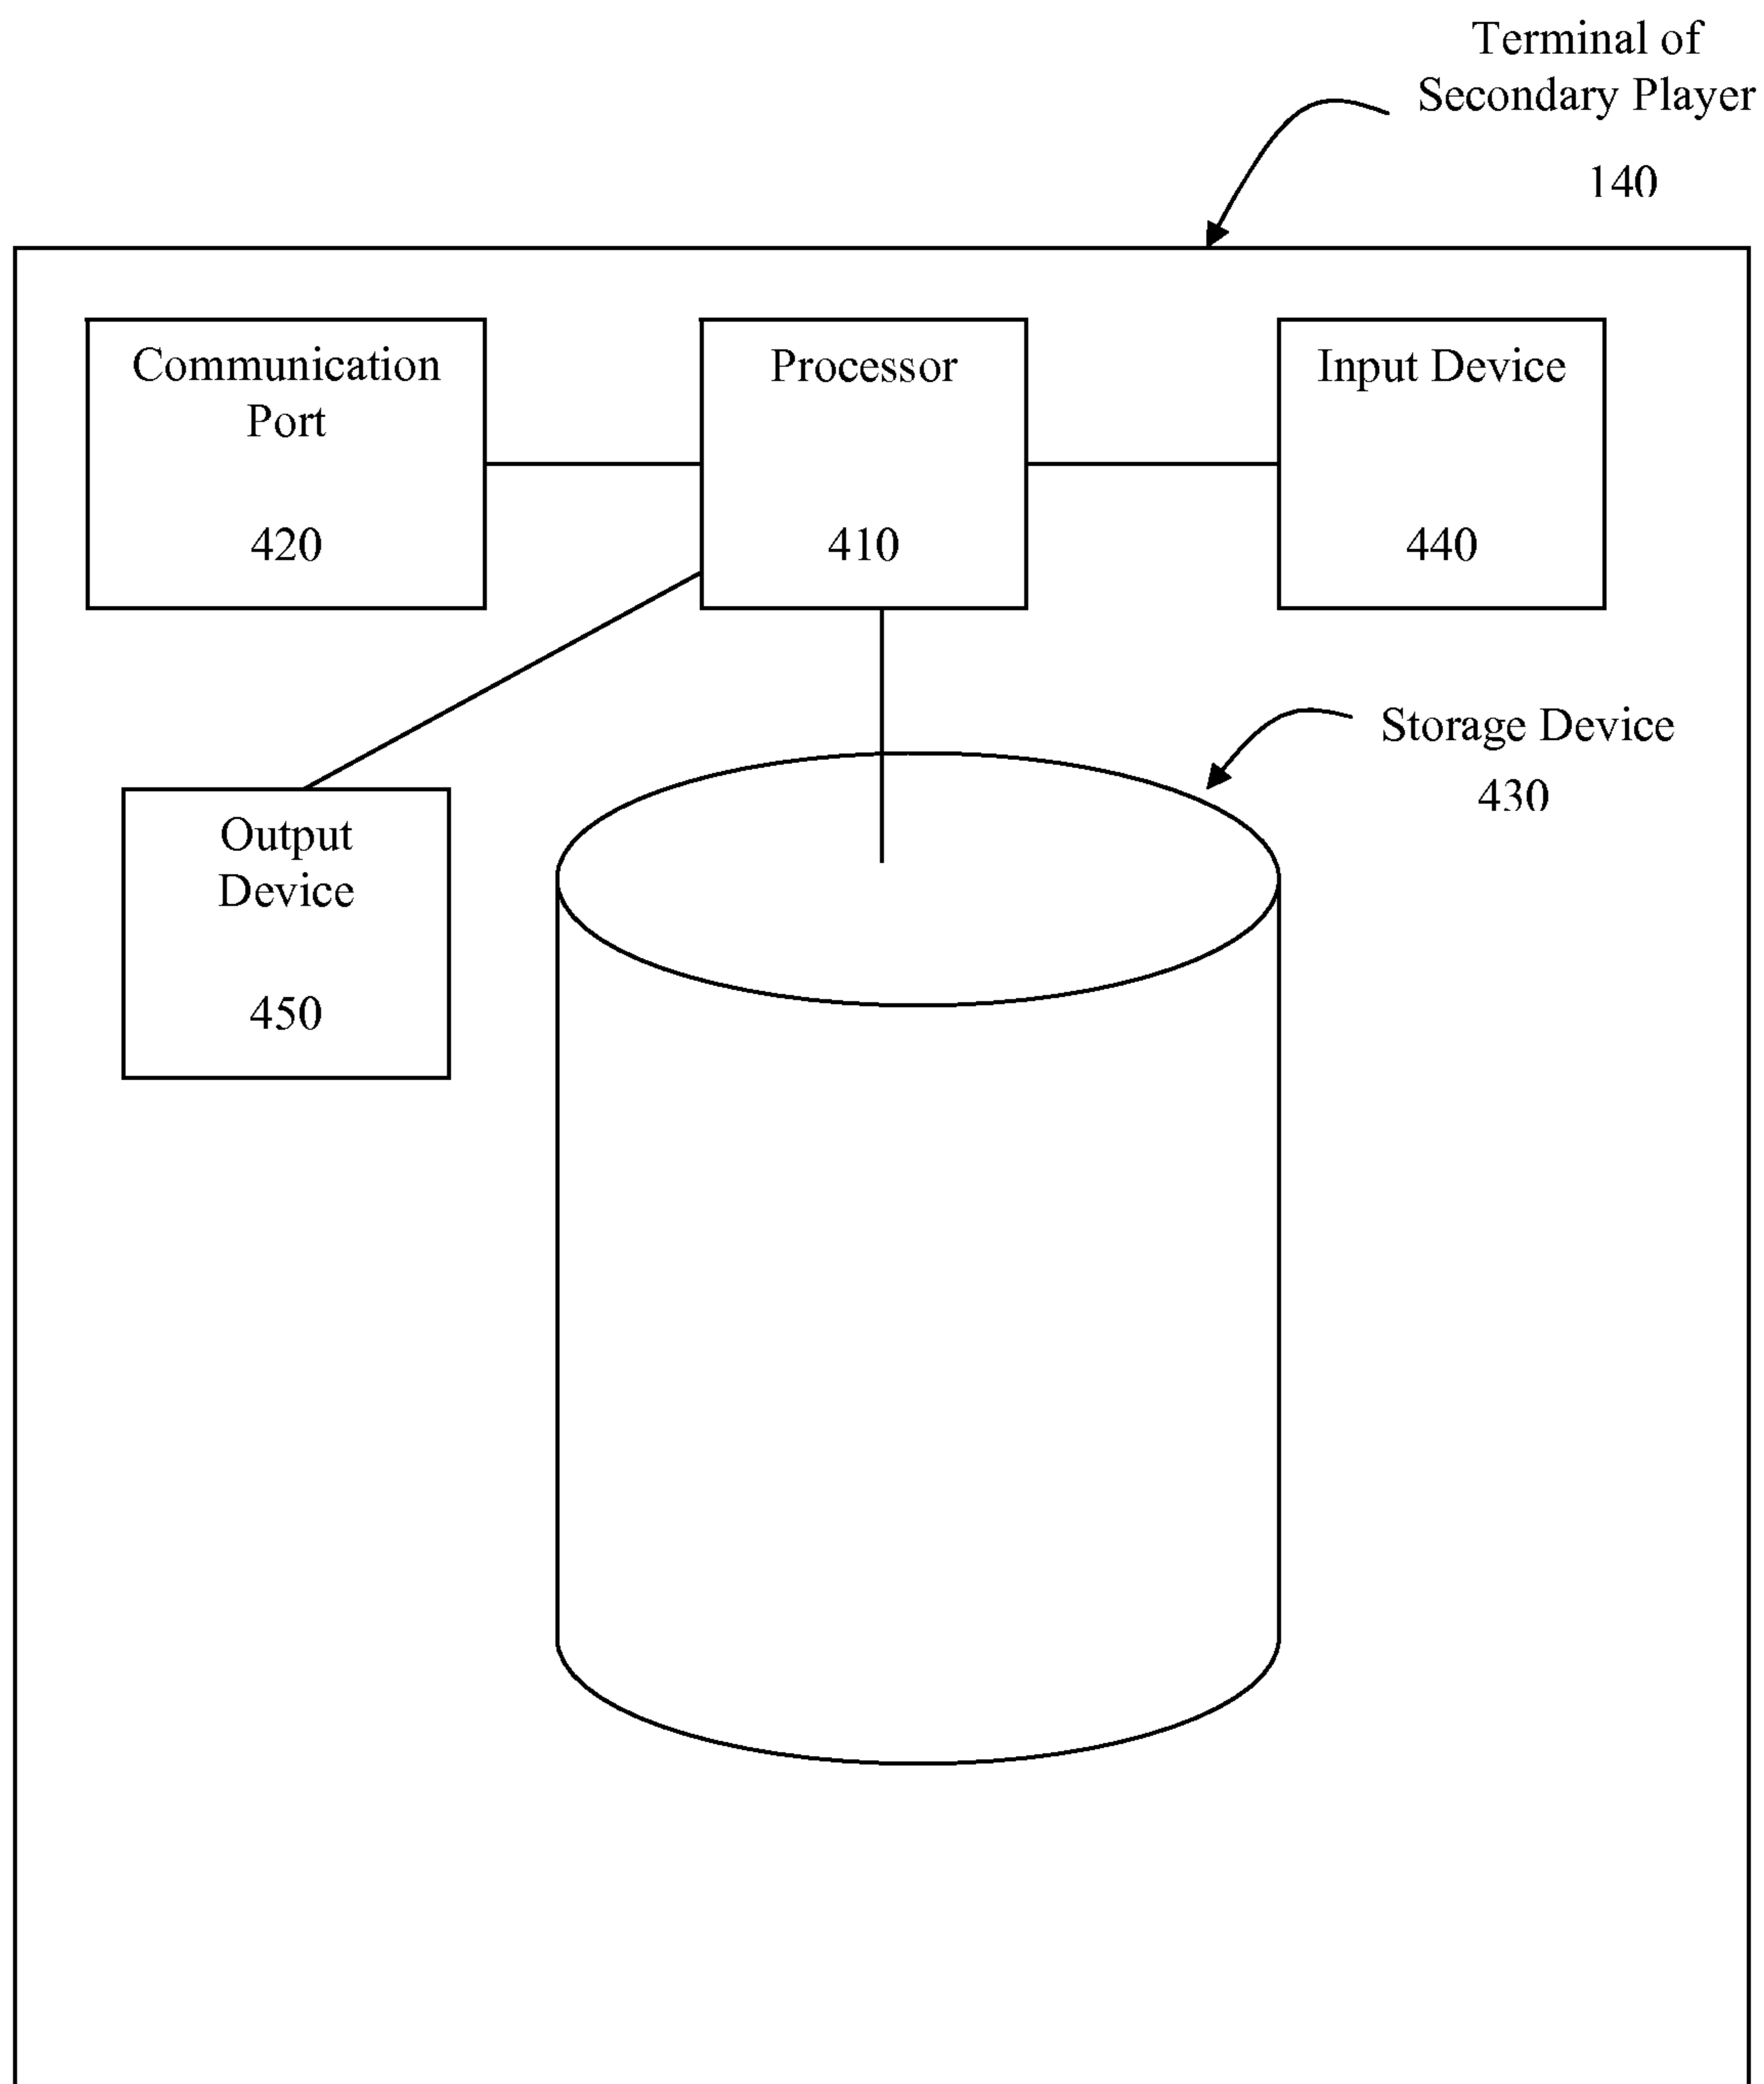 Terminal of
Secondary Player
140
Communication
Port
420
Processor
410
Input Device
440
Storage Device
430
Output
Device
450